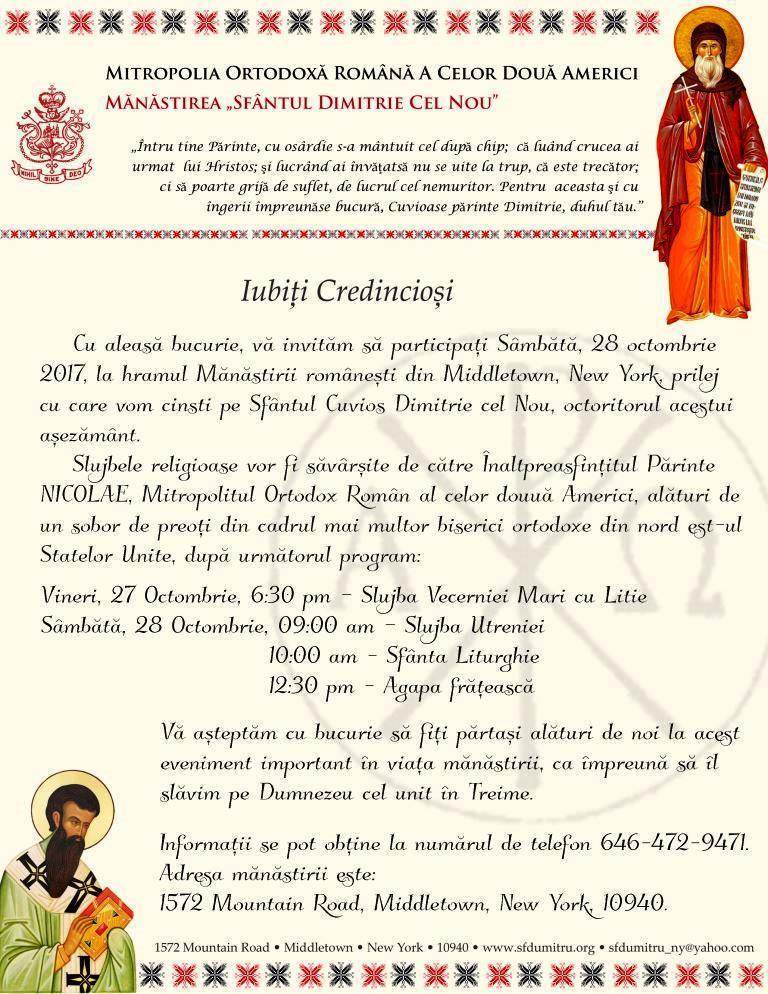 MITROPOLIA ORTODOXĂ ROMÂNĂ A CELOR DOUĂ AMERICI
MĂNĂSTIREA „SFÂNTUL DIMITRIE CEL NOU”
NIHIL SINE DEO
„Întru tine Părinte, cu osârdie s-a mântuit cel după chip; că luând crucea ai
urmat lui Hristos; şi lucrând ai învăţatsă nu se uite la trup, că este trecător;
ci să poarte grijă de suflet, de lucrul cel nemuritor. Pentru aceasta şi cu
îngerii împreunăse bucură, Cuvioase părinte Dimitrie, duhul tău.”
Iubiți Credincioși
Cu aleasă bucurie, vă invităm să participați Sâmbătă, 28 octombrie
2017, la hramul Mănăstirii românești din Middletown, New York, prilej
cu care vom cinsti pe Sfântul Cuvios Dimitrie cel Nou, octoritorul acestui
așezământ.
Slujbele religioase vor fi săvârșite de către Înaltpreasfințitul Părinte
NICOLAE, Mitropolitul Ortodox Român al celor douuă Americi, alături de
un sobor de preoți din cadrul mai multor biserici ortodoxe din nord est-ul
Statelor Unite, după următorul program:
Vineri, 27 Octombrie, 6:30 pm - Slujba Vecerniei Mari cu Litie
Sâmbătă, 28 Octombrie, 09:00 am - Slujba Utreniei
10:00 am - Sfânta Liturghie
12:30 pm - Agapa frățească
Vă așteptăm cu bucurie să fiți părtași alături de noi la acest
eveniment important în viața mănăstirii, ca împreună să îl
slăvim pe Dumnezeu cel unit în Treime.
Informații se pot obține la numărul de telefon 646-472-9471.
Adresa mănăstirii este:
1572 Mountain Road, Middletown, New York, 10940.
1572 Mountain Road • Middletown • New York • 10940 • www.sfdumitru.org • sfdumitru_ny@yahoo.com